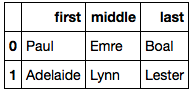 first middle last
0 Paul Emre Boal
1 Adelaide Lynn Lester